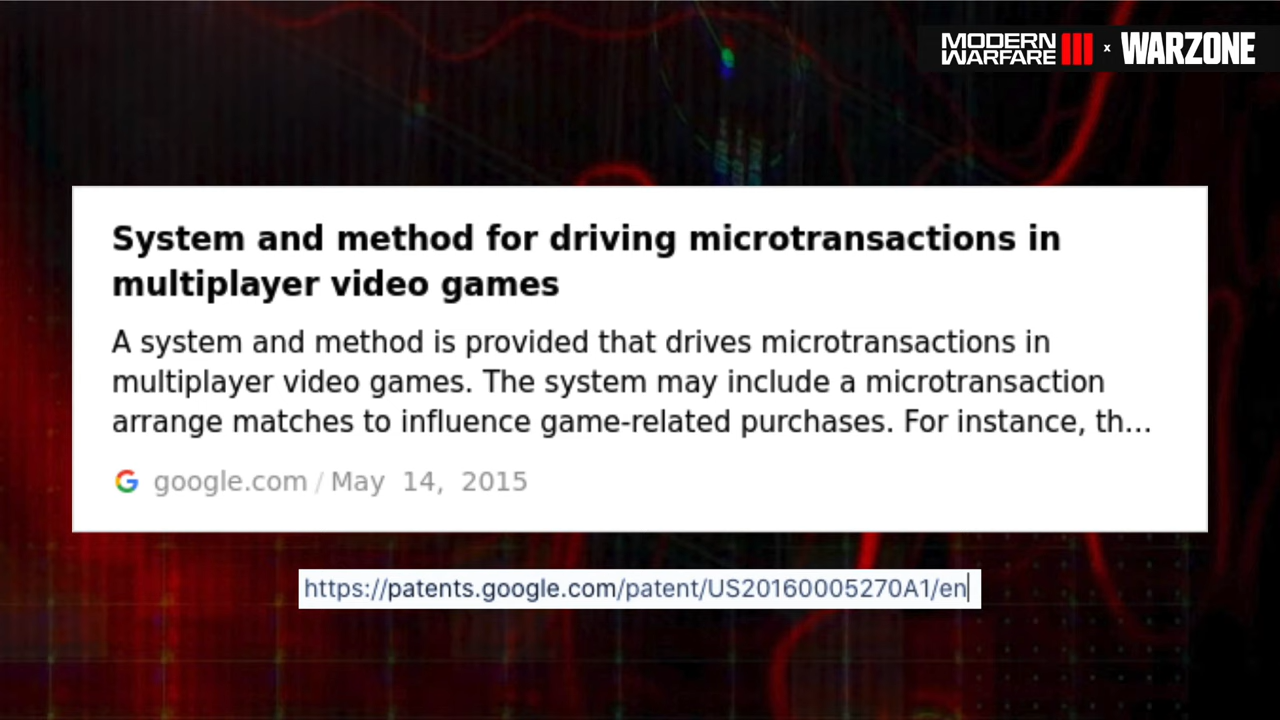 MODERN WARFARE III x WARZONE
System and method for driving microtransactions in
multiplayer video games
A system and method is provided that drives microtransactions in
multiplayer video games. The system may include a microtransaction
arrange matches to influence game-related purchases. For instance, th...
google.com / May 14, 2015
https://patents.google.com/patent/US20160005270A1/en